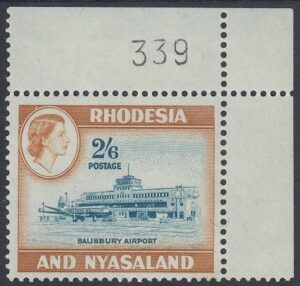 339
RHODESIA
2/6
POSTAGE
SALISBURY AIRPORT
AND NYASALAND